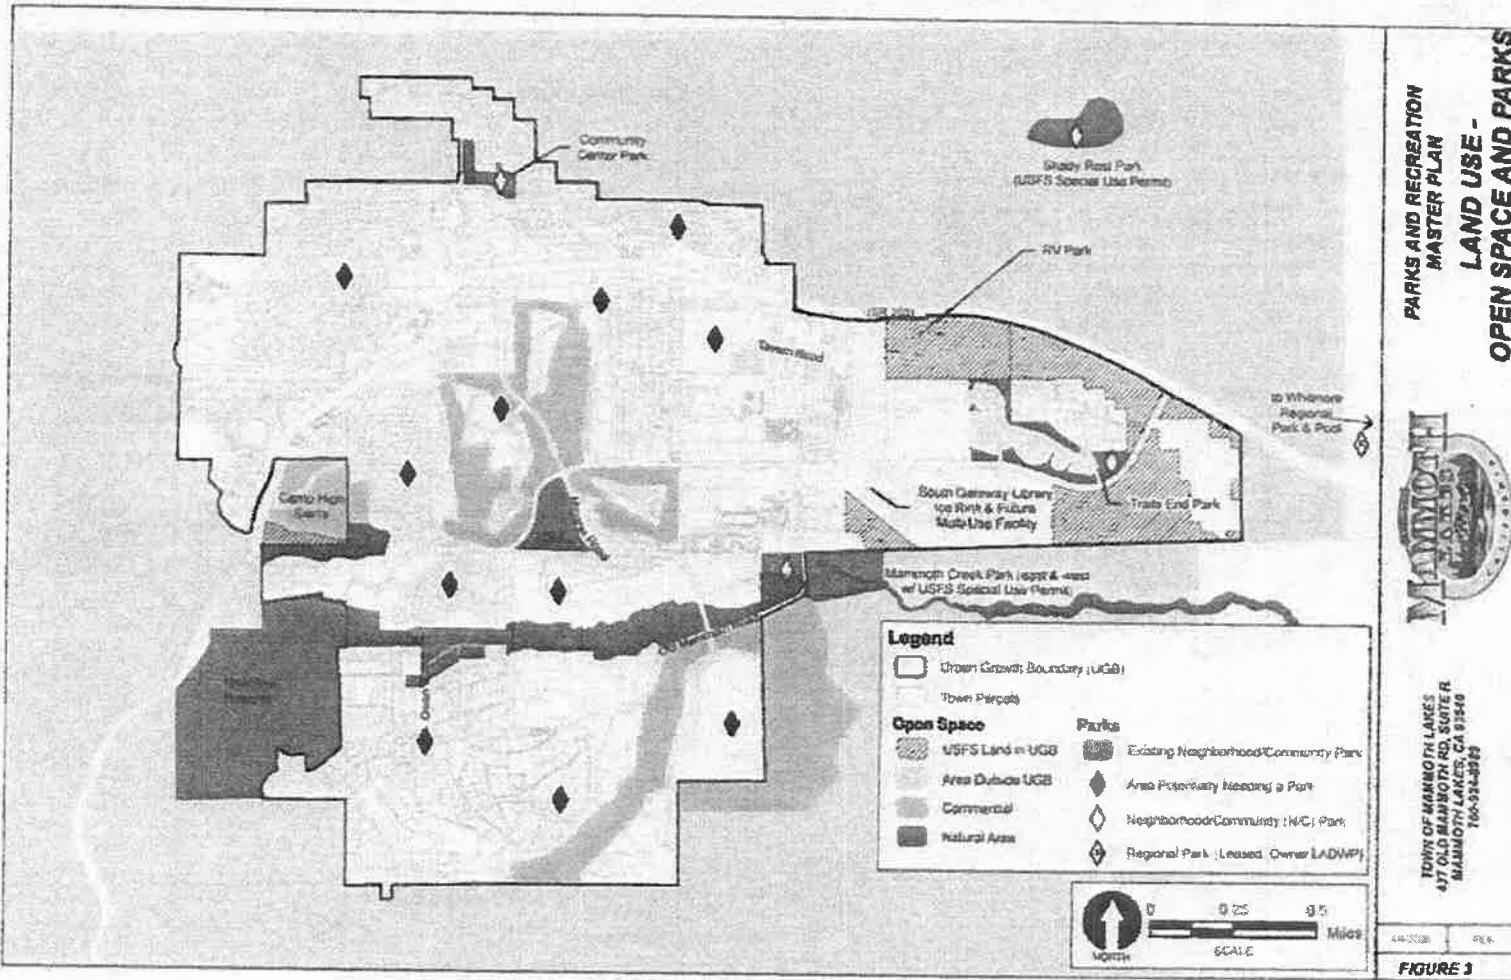 Community
Center Park
Shady Rest Park
(USFS Special Use Permit)
RV Park
Tavern Road
to Whitmore
Regional
Park & Pool
Camp High
Sierra
South Gateway-Library
Ice Rink & Future
Multi-Use Facility
Trails End Park
Mammoth Creek Park (east & west
w/ USFS Special Use Permit)
Legend
Urban Growth Boundary (UGB)
Town Parcels
Open Space
USFS Land in UGB
Area Outside UGB
Commercial
Natural Area
Parks
Existing Neighborhood/Community Park
Area Potentially Needing a Park
Neighborhood/Community (N/C) Park
Regional Park (Leased, Owner LADWP)
NORTH
0 0.25 0.5
Miles
SCALE
PARKS AND RECREATION
MASTER PLAN
LAND USE -
OPEN SPACE AND PARKS
MAMMOTH
LAKES
TOWN OF MAMMOTH LAKES
437 OLD MAMMOTH RD, SUITE R
MAMMOTH LAKES, CA 93546
FIGURE 3